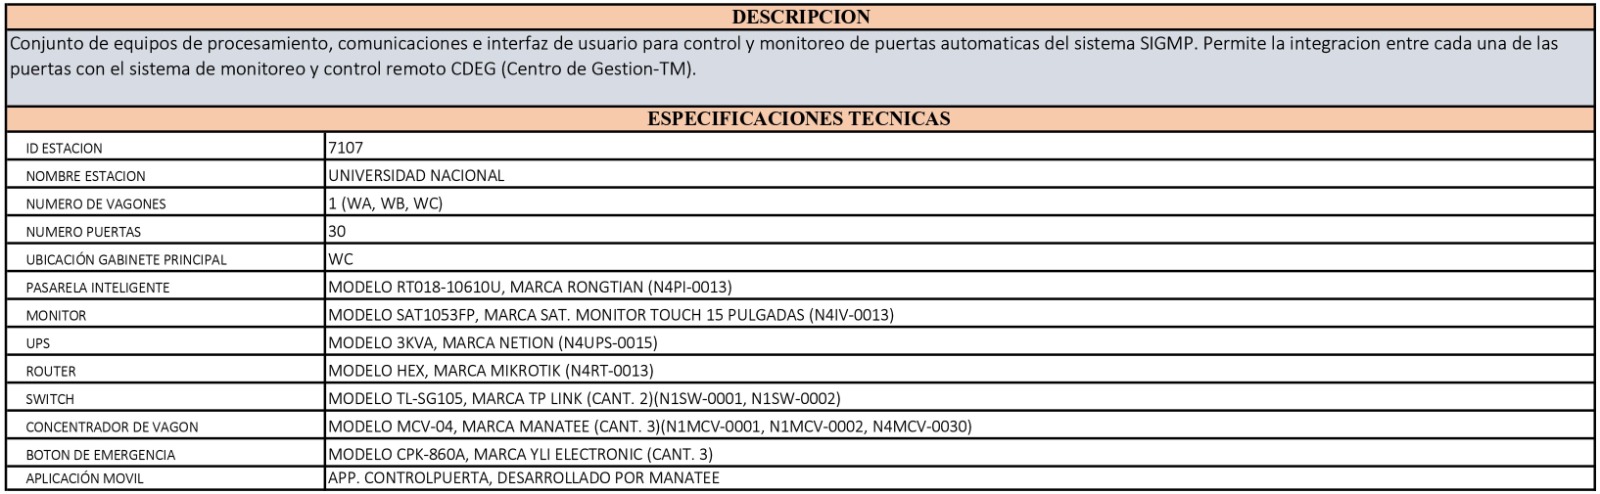 DESCRIPCION
Conjunto de equipos de procesamiento, comunicaciones e interfaz de usuario para control y monitoreo de puertas automaticas del sistema SIGMP. Permite la integracion entre cada una de las
puertas con el sistema de monitoreo y control remoto CDEG (Centro de Gestion-TM).
ESPECIFICACIONES TECNICAS
ID ESTACION 7107
NOMBRE ESTACION UNIVERSIDAD NACIONAL
NUMERO DE VAGONES 1 (WA, WB, WC)
NUMERO PUERTAS 30
UBICACIÓN GABINETE PRINCIPAL WC
PASARELA INTELIGENTE MODELO RT018-10610U, MARCA RONGTIAN (N4PI-0013)
MONITOR MODELO SAT1053FP, MARCA SAT. MONITOR TOUCH 15 PULGADAS (N4IV-0013)
UPS MODELO 3KVA, MARCA NETION (N4UPS-0015)
ROUTER MODELO HEX, MARCA MIKROTIK (N4RT-0013)
SWITCH MODELO TL-SG105, MARCA TP LINK (CANT. 2)(N1SW-0001, N1SW-0002)
CONCENTRADOR DE VAGON MODELO MCV-04, MARCA MANATEE (CANT. 3)(N1MCV-0001, N1MCV-0002, N4MCV-0030)
BOTON DE EMERGENCIA MODELO CPK-860A, MARCA YLI ELECTRONIC (CANT. 3)
APLICACIÓN MOVIL APP. CONTROLPUERTA, DESARROLLADO POR MANATEE